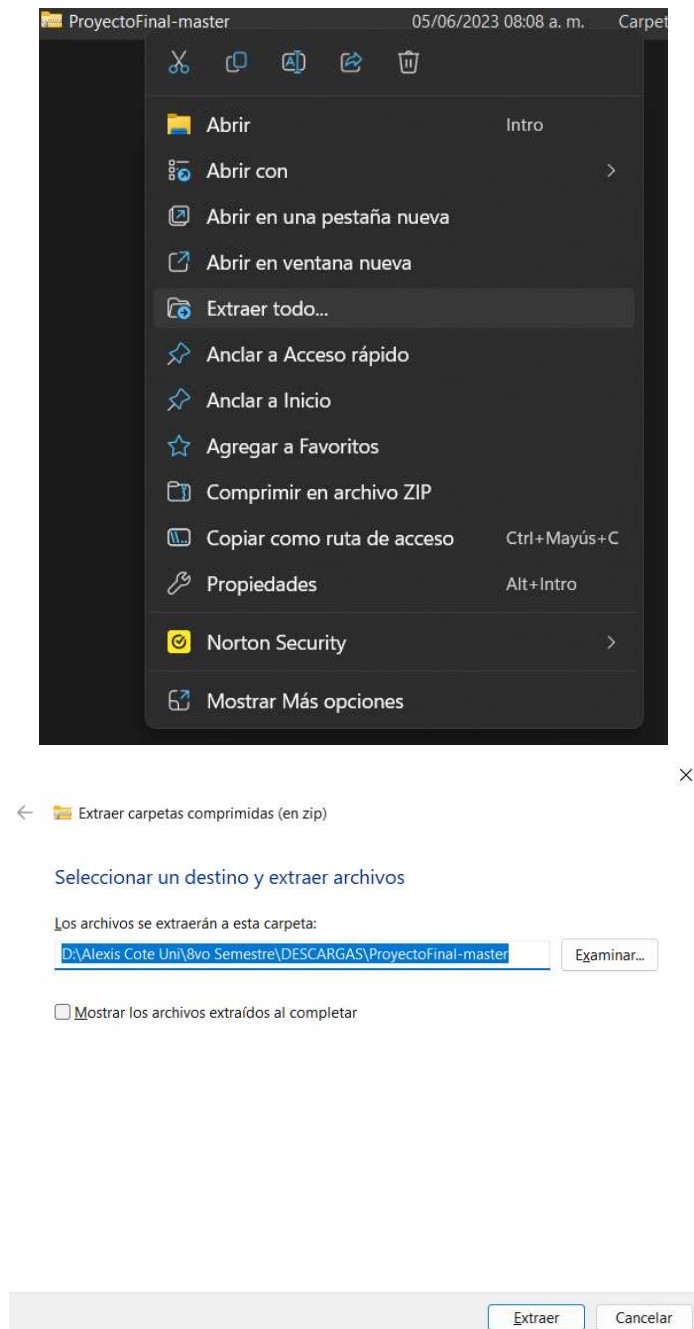 ProyectoFinal-master 05/06/2023 08:08 a. m. Carpet
Abrir Intro
Abrir con
Abrir en una pestaña nueva
Abrir en ventana nueva
Extraer todo...
Anclar a Acceso rápido
Anclar a Inicio
Agregar a Favoritos
Comprimir en archivo ZIP
Copiar como ruta de acceso Ctrl+Mayús+C
Propiedades Alt+Intro
Norton Security
Mostrar Más opciones
Extraer carpetas comprimidas (en zip)
Seleccionar un destino y extraer archivos
Los archivos se extraerán a esta carpeta:
D:\Alexis Cote Uni\8vo Semestre\DESCARGAS\ProyectoFinal-master Examinar...
Mostrar los archivos extraídos al completar
Extraer Cancelar